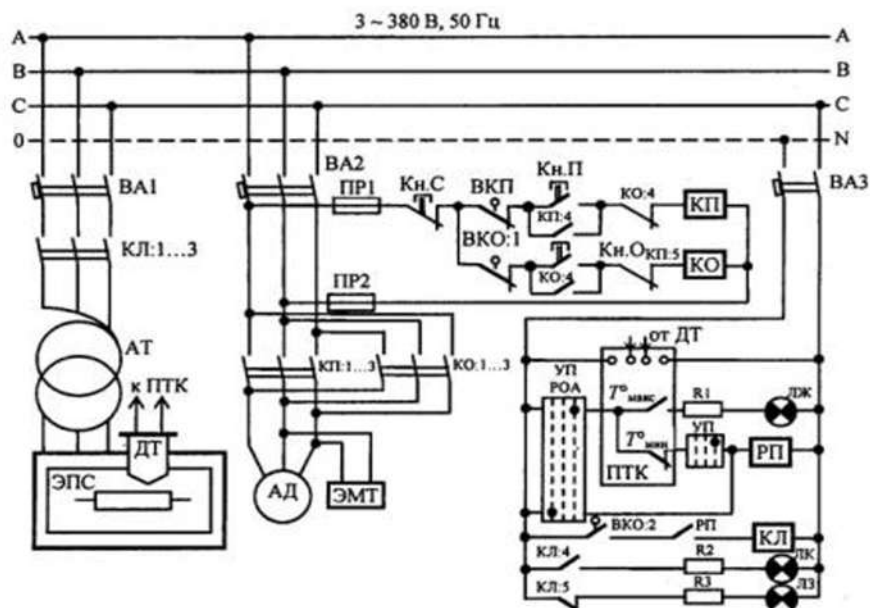 3 ~ 380 В, 50 Гц
A A
B B
C C
0 N
ВА1
ВА2
ВА3
ПР1
Кн.С
ВКП
Кн.П
КП:4
КО:4
КП
КЛ:1...3
ВКО:1
КО:4
Кн.О
КП:5
КО
ПР2
АТ
КП:1...3
КО:1...3
от ДТ
к ПТК
ДТ
ЭПС
АД
ЭМТ
УП
РОА
T° макс
R1
ЛЖ
T° мин
УП
РП
ПТК
ВКО:2
РП
КЛ
КЛ:4
R2
ЛК
КЛ:5
R3
ЛЗ